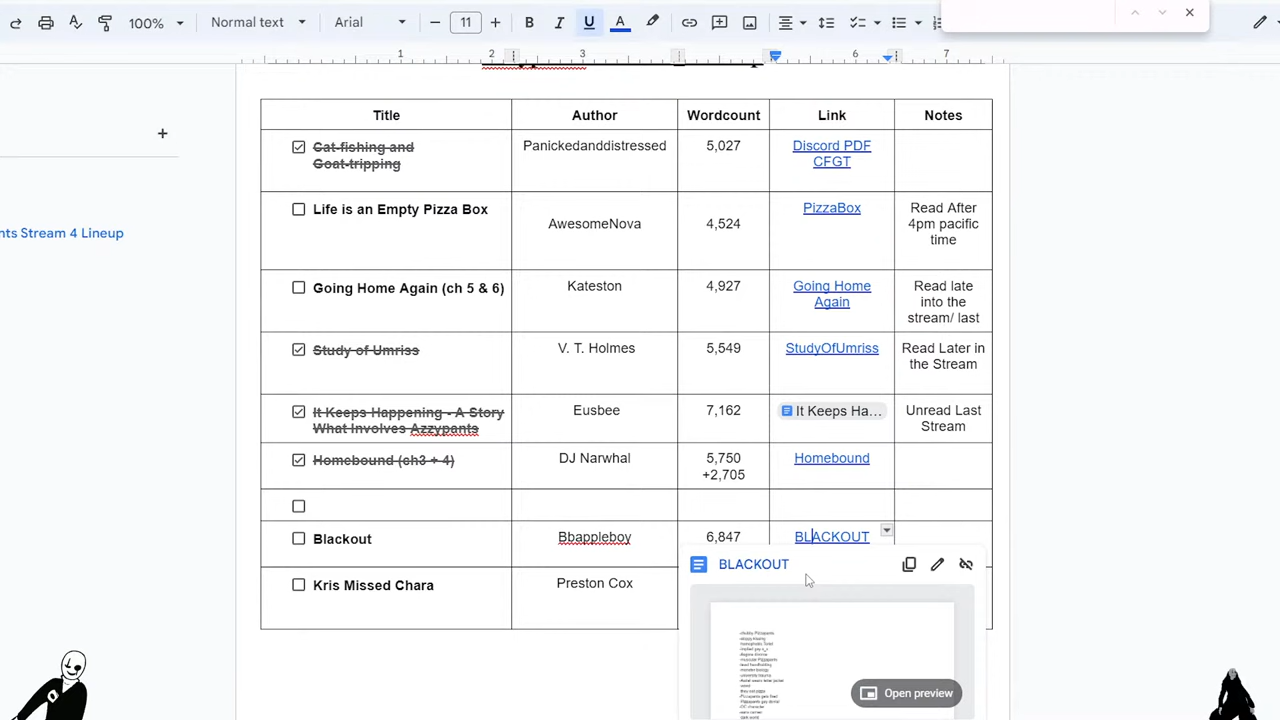 100%
Normal text
Arial
11
B
I
U
A
1
2
3
6
7
nts Stream 4 Lineup
Title
Author
Wordcount
Link
Notes
Cat-fishing and
Goat-tripping
Panickedanddistressed
5,027
Discord PDF
CFGT
Life is an Empty Pizza Box
AwesomeNova
4,524
PizzaBox
Read After
4pm pacific
time
Going Home Again (ch 5 & 6)
Kateston
4,927
Going Home
Again
Read late
into the
stream/ last
Study of Umriss
V. T. Holmes
5,549
StudyOfUmriss
Read Later in
the Stream
It Keeps Happening - A Story
What Involves Azzypants
Eusbee
7,162
It Keeps Ha...
Unread Last
Stream
Homebound (ch3 + 4)
DJ Narwhal
5,750
+2,705
Homebound
Blackout
Bbappleboy
6,847
BLACKOUT
Kris Missed Chara
Preston Cox
BLACKOUT
Open preview